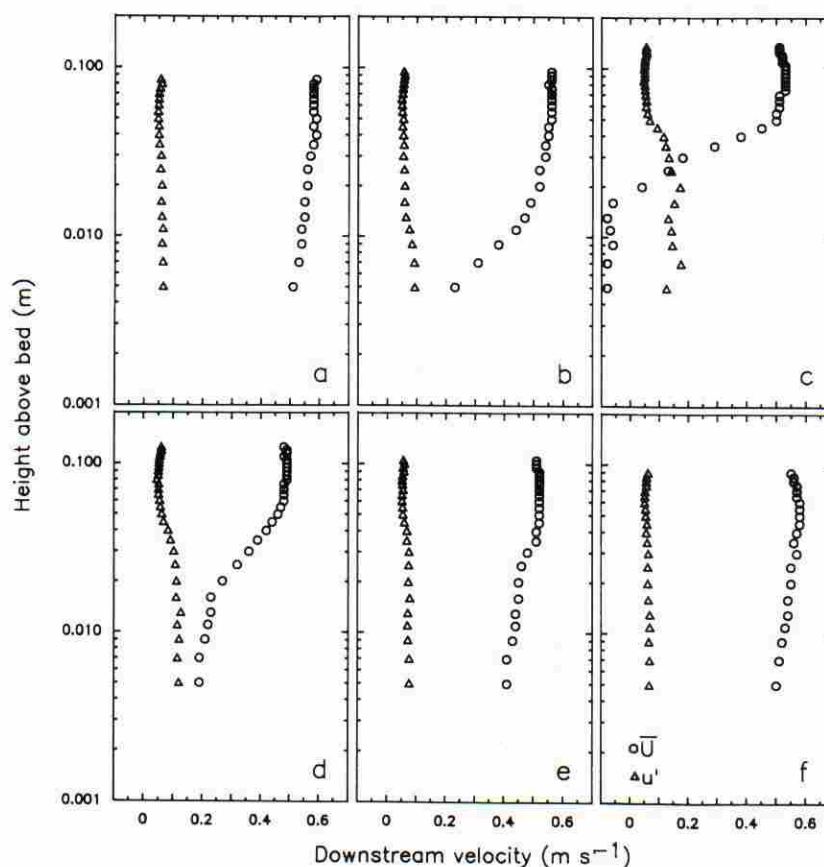 Height above bed (m)
0.100
0.010
0.001
a
b
c
0.100
0.010
0.001
d
e
f
U̅
u'
0 0.2 0.4 0.6 0 0.2 0.4 0.6 0 0.2 0.4 0.6
Downstream velocity (m s⁻¹)